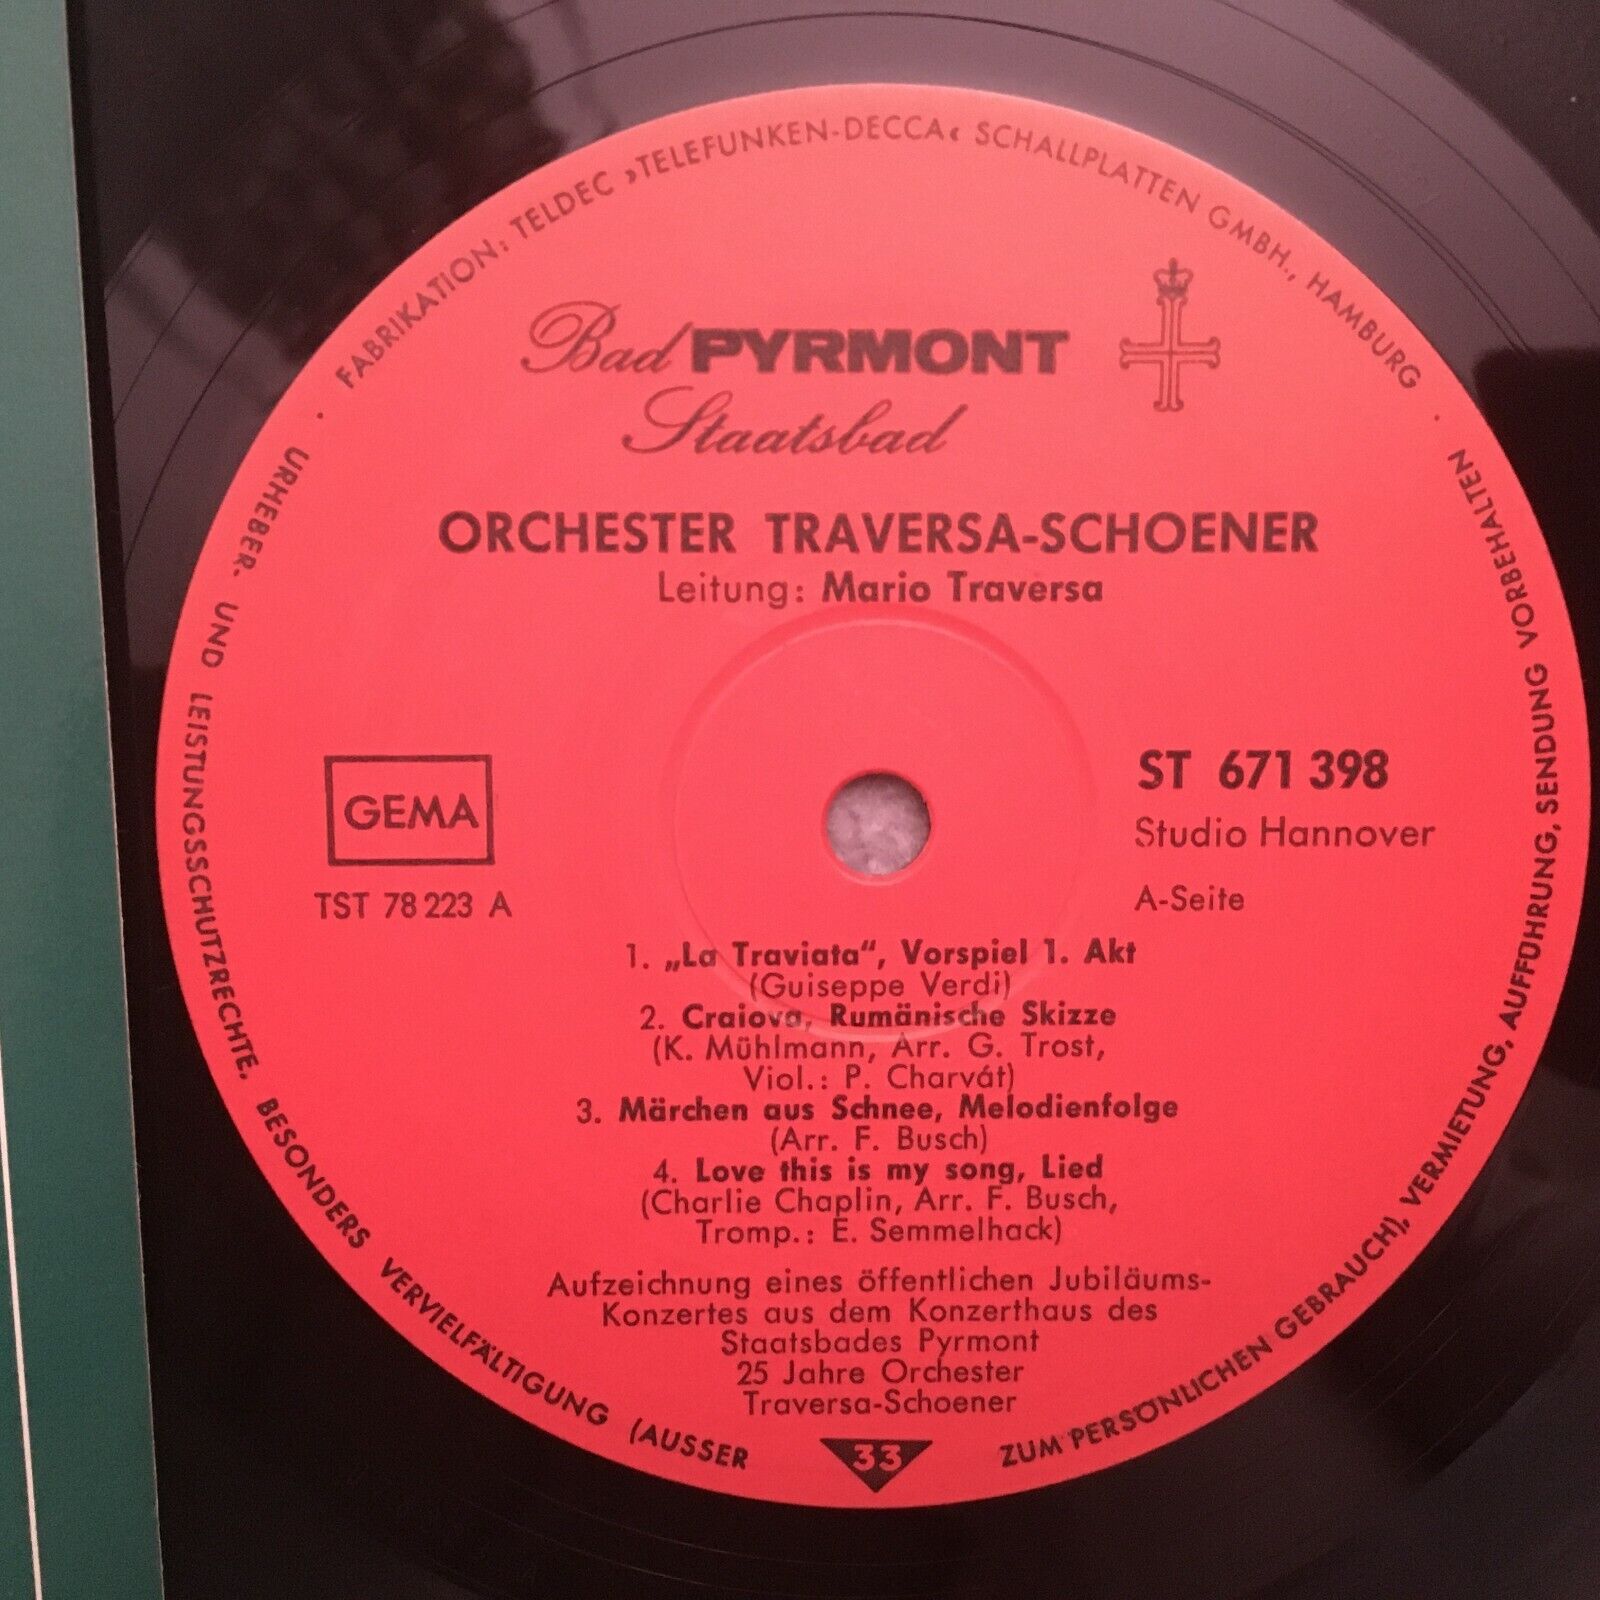 FABRIKATION: TELDEC »TELEFUNKEN-DECCA« SCHALLPLATTEN GMBH., HAMBURG ·
Bad PYRMONT
Staatsbad
ORCHESTER TRAVERSA-SCHOENER
Leitung: Mario Traversa
GEMA
TST 78 223 A
ST 671 398
Studio Hannover
A-Seite
1. „La Traviata“, Vorspiel 1. Akt
(Guiseppe Verdi)
2. Craiova, Rumänische Skizze
(K. Mühlmann, Arr. G. Trost,
Viol.: P. Charvát)
3. Märchen aus Schnee, Melodienfolge
(Arr. F. Busch)
4. Love this is my song, Lied
(Charlie Chaplin, Arr. F. Busch,
Tromp.: E. Semmelhack)
Aufzeichnung eines öffentlichen Jubiläums-
Konzertes aus dem Konzerthaus des
Staatsbades Pyrmont
25 Jahre Orchester
Traversa-Schoener
33
· URHEBER- UND LEISTUNGSSCHUTZRECHTE, BESONDERS VERVIELFÄLTIGUNG (AUSSER ZUM PERSÖNLICHEN GEBRAUCH), VERMIETUNG, AUFFÜHRUNG, SENDUNG VORBEHALTEN